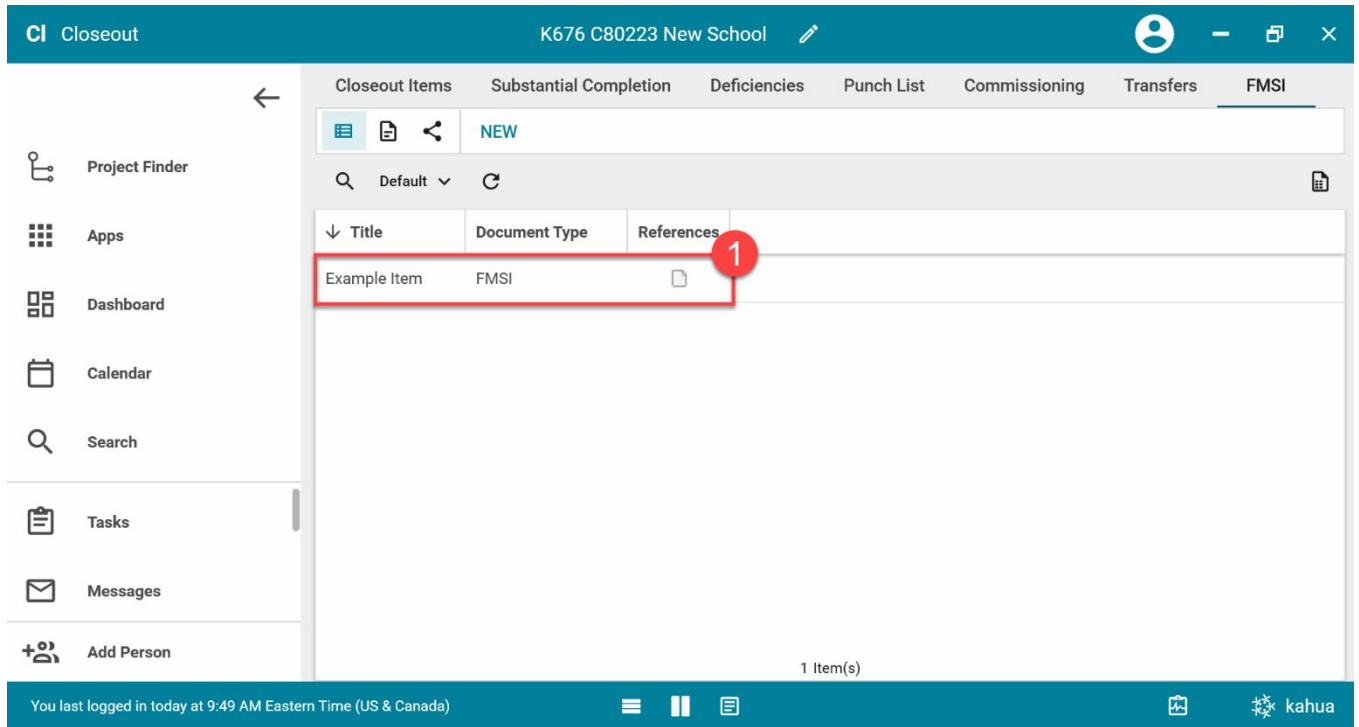 CI Closeout
K676 C80223 New School
Closeout Items Substantial Completion Deficiencies Punch List Commissioning Transfers FMSI
NEW
Project Finder
Default
Apps
Title Document Type References
1
Example Item FMSI
Dashboard
Calendar
Search
Tasks
Messages
Add Person
1 Item(s)
You last logged in today at 9:49 AM Eastern Time (US & Canada)
kahua